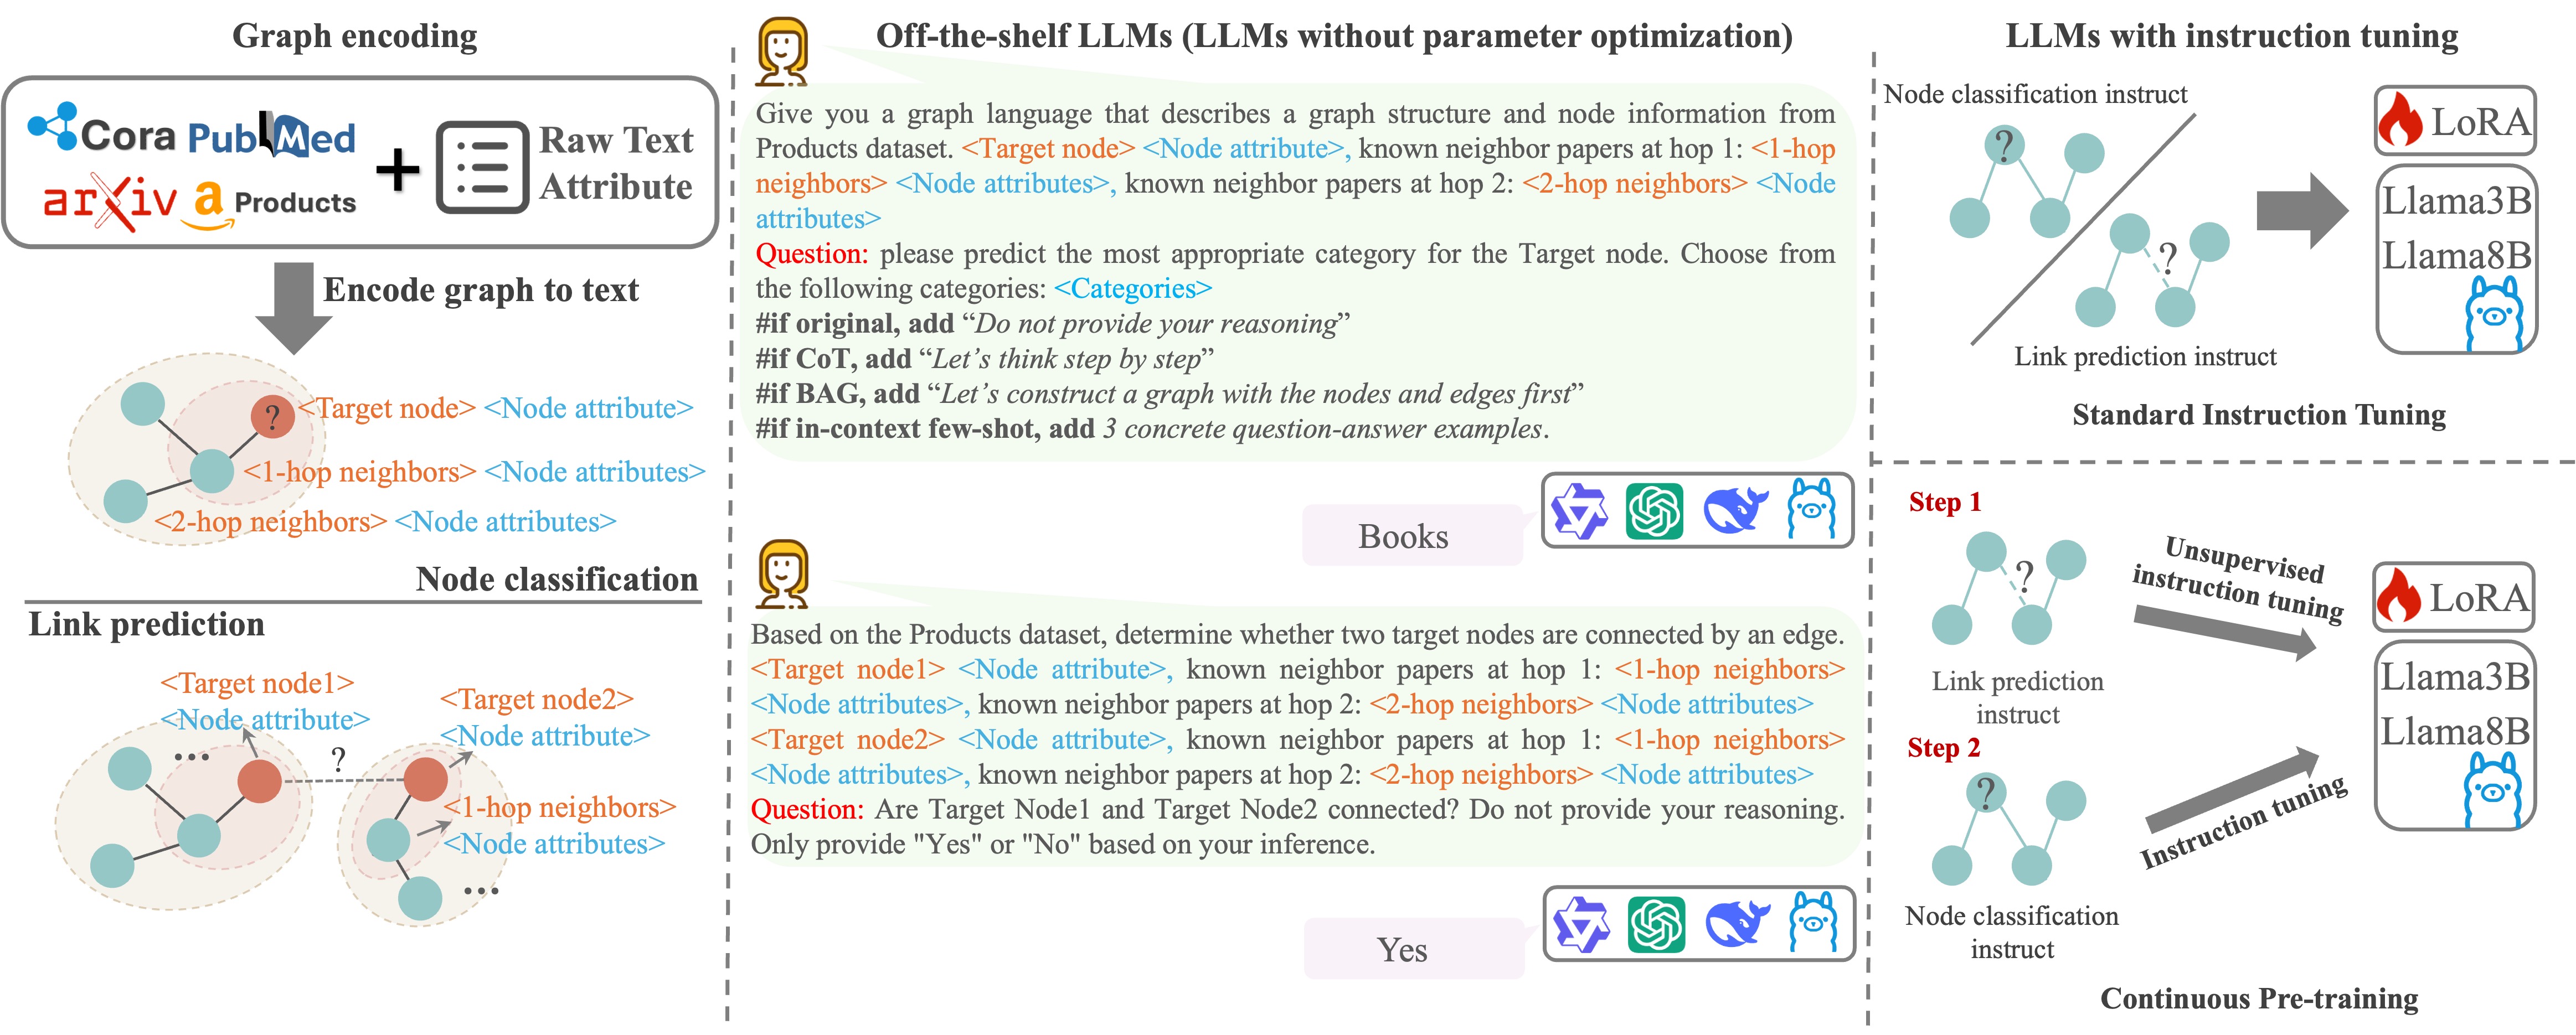 Graph encoding
Cora PubMed
arXiv a Products
+
Raw Text
Attribute
Encode graph to text
?
<Target node> <Node attribute>
<1-hop neighbors> <Node attributes>
<2-hop neighbors> <Node attributes>
Node classification
Link prediction
<Target node1>
<Node attribute>
<Target node2>
<Node attribute>
...
?
<1-hop neighbors>
<Node attributes>
...
Off-the-shelf LLMs (LLMs without parameter optimization)
Give you a graph language that describes a graph structure and node information from
Products dataset. <Target node> <Node attribute>, known neighbor papers at hop 1: <1-hop
neighbors> <Node attributes>, known neighbor papers at hop 2: <2-hop neighbors> <Node
attributes>
Question: please predict the most appropriate category for the Target node. Choose from
the following categories: <Categories>
#if original, add “Do not provide your reasoning”
#if CoT, add “Let’s think step by step”
#if BAG, add “Let’s construct a graph with the nodes and edges first”
#if in-context few-shot, add 3 concrete question-answer examples.
Books
Based on the Products dataset, determine whether two target nodes are connected by an edge.
<Target node1> <Node attribute>, known neighbor papers at hop 1: <1-hop neighbors>
<Node attributes>, known neighbor papers at hop 2: <2-hop neighbors> <Node attributes>
<Target node2> <Node attribute>, known neighbor papers at hop 1: <1-hop neighbors>
<Node attributes>, known neighbor papers at hop 2: <2-hop neighbors> <Node attributes>
Question: Are Target Node1 and Target Node2 connected? Do not provide your reasoning.
Only provide "Yes" or "No" based on your inference.
Yes
LLMs with instruction tuning
Node classification instruct
?
?
Link prediction instruct
LoRA
Llama3B
Llama8B
Standard Instruction Tuning
Step 1
?
Link prediction
instruct
Unsupervised
instruction tuning
Step 2
?
Node classification
instruct
Instruction tuning
LoRA
Llama3B
Llama8B
Continuous Pre-training